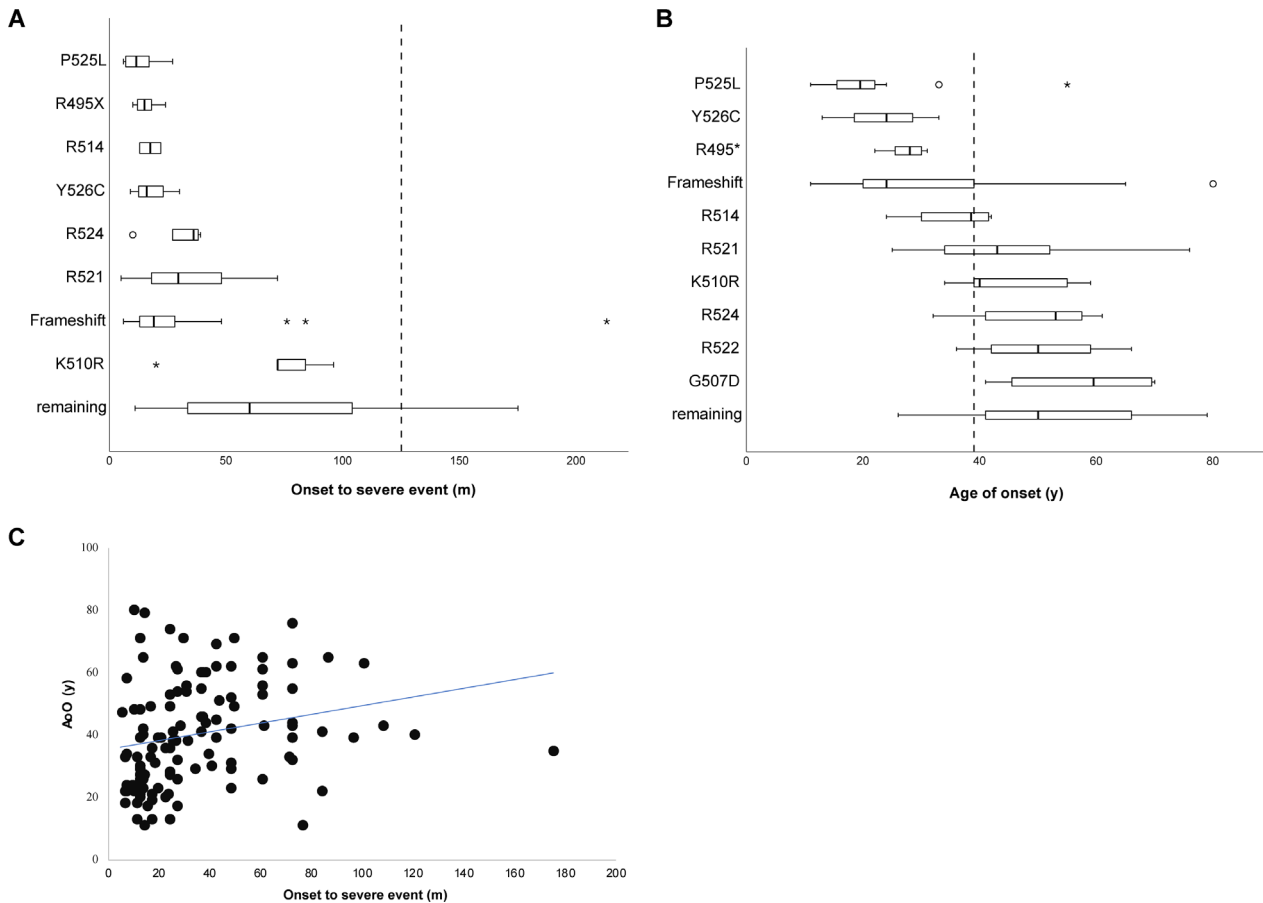 A
P525L
R495X
R514
Y526C
R524
R521
Frameshift
K510R
remaining
0 50 100 150 200
Onset to severe event (m)
B
P525L
Y526C
R495*
Frameshift
R514
R521
K510R
R524
R522
G507D
remaining
0 20 40 60 80
Age of onset (y)
C
100
80
60
40
20
0
AoO (y)
0 20 40 60 80 100 120 140 160 180 200
Onset to severe event (m)